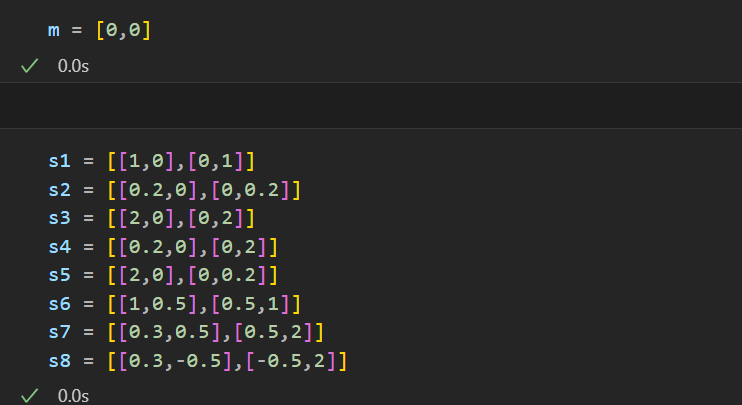 m = [0,0]
0.0s
s1 = [[1,0],[0,1]]
s2 = [[0.2,0],[0,0.2]]
s3 = [[2,0],[0,2]]
s4 = [[0.2,0],[0,2]]
s5 = [[2,0],[0,0.2]]
s6 = [[1,0.5],[0.5,1]]
s7 = [[0.3,0.5],[0.5,2]]
s8 = [[0.3,-0.5],[-0.5,2]]
0.0s